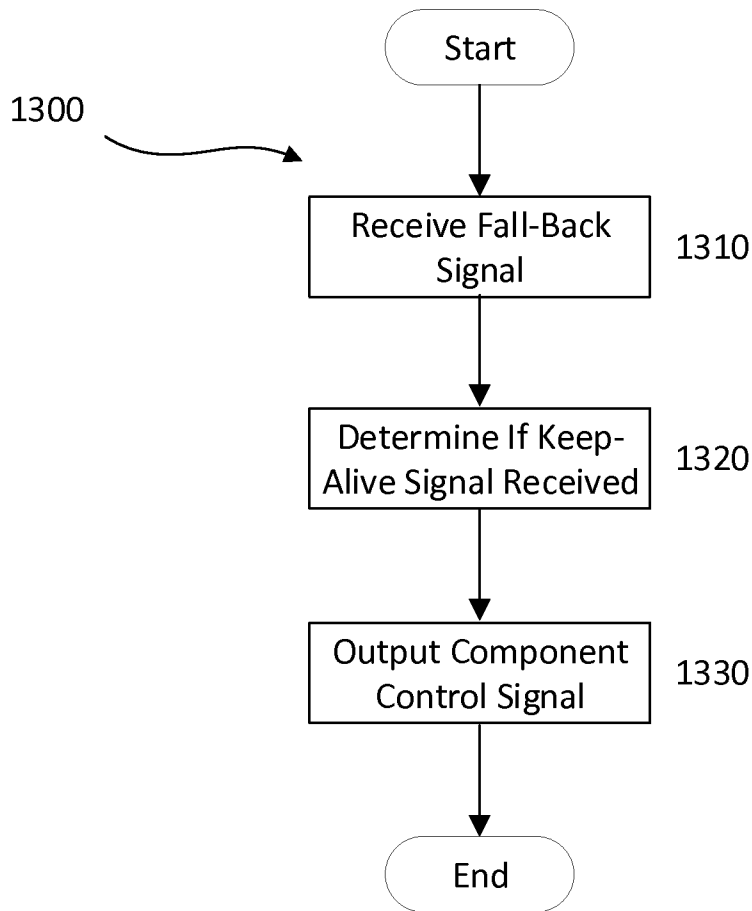 Start
1300
Receive Fall-Back
Signal
1310
Determine If Keep-
Alive Signal Received
1320
Output Component
Control Signal
1330
End